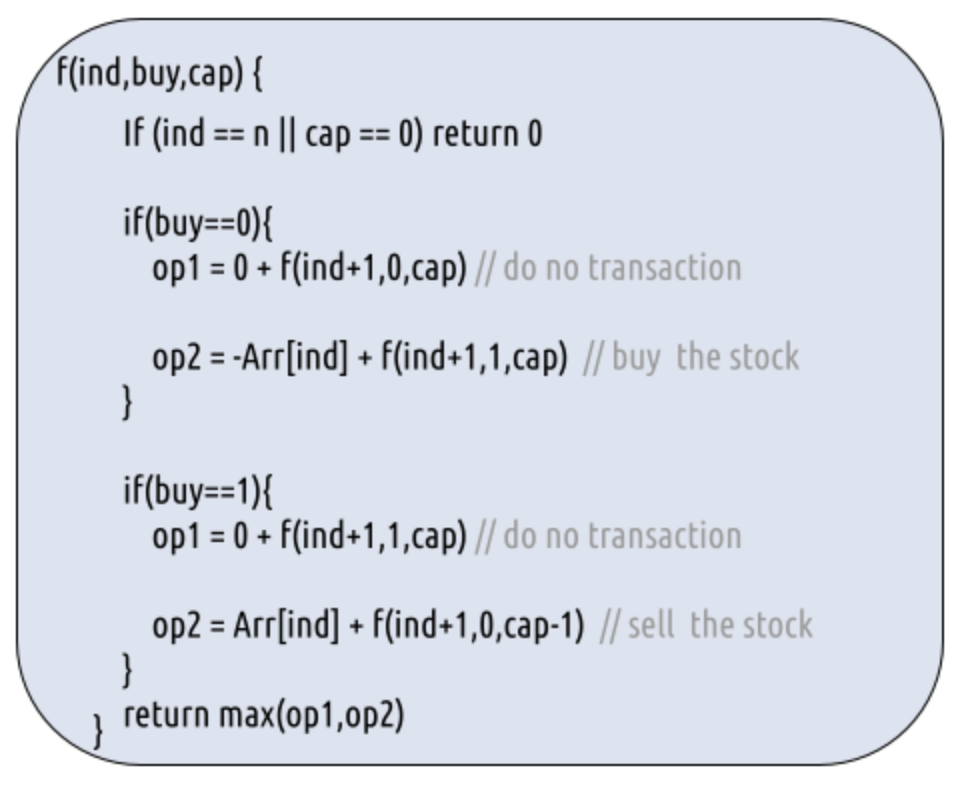 f(ind,buy,cap) {
If (ind == n || cap == 0) return 0
if(buy==0){
op1 = 0 + f(ind+1,0,cap) // do no transaction
op2 = -Arr[ind] + f(ind+1,1,cap) // buy the stock
}
if(buy==1){
op1 = 0 + f(ind+1,1,cap) // do no transaction
op2 = Arr[ind] + f(ind+1,0,cap-1) // sell the stock
}
return max(op1,op2)
}